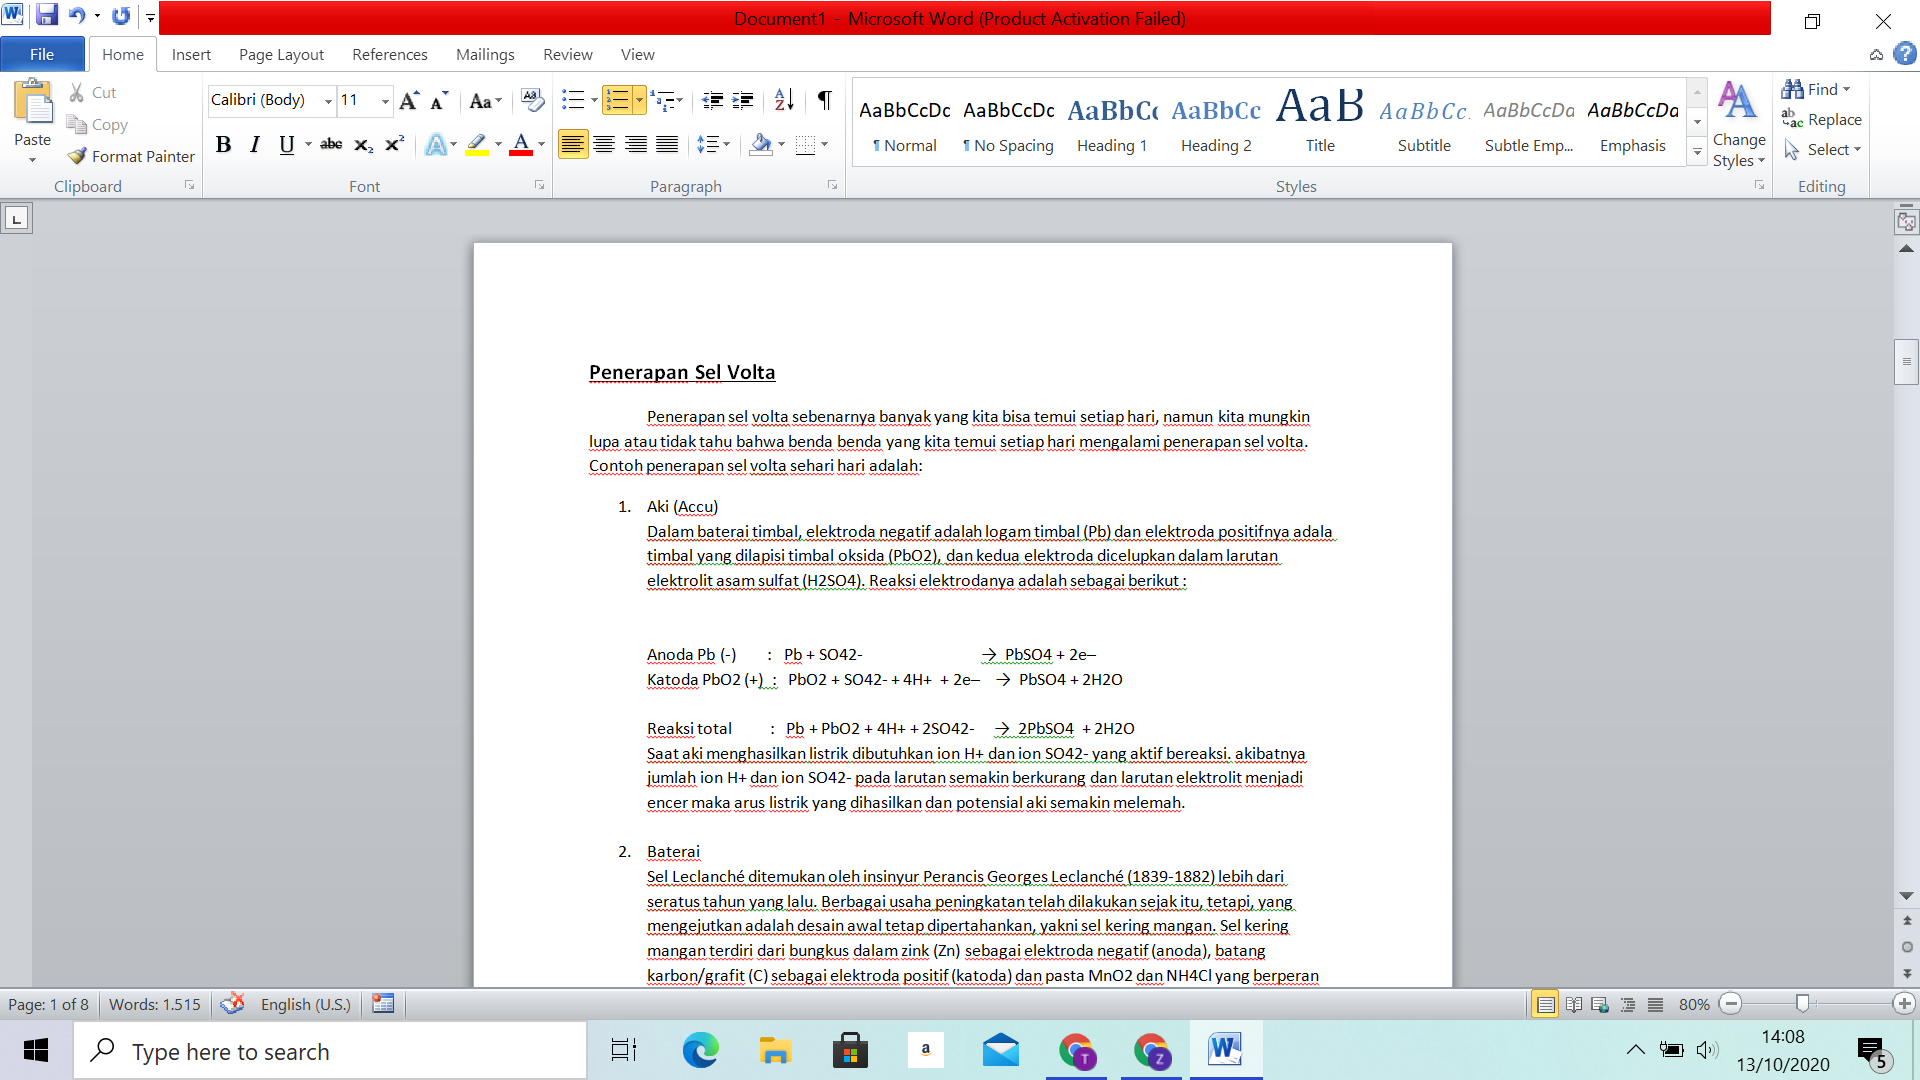 Document1 - Microsoft Word (Product Activation Failed)
File Home Insert Page Layout References Mailings Review View
Paste
Cut
Copy
Format Painter
Clipboard
Calibri (Body) 11
Font
Paragraph
AaBbCcDc AaBbCcDc AaBbCc AaBbCc AaB AaBbCc. AaBbCcDa AaBbCcDa
¶ Normal ¶ No Spacing Heading 1 Heading 2 Title Subtitle Subtle Emp... Emphasis
Change
Styles
Styles
Find
Replace
Select
Editing
Penerapan Sel Volta
Penerapan sel volta sebenarnya banyak yang kita bisa temui setiap hari, namun kita mungkin
lupa atau tidak tahu bahwa benda benda yang kita temui setiap hari mengalami penerapan sel volta.
Contoh penerapan sel volta sehari hari adalah:
1. Aki (Accu)
Dalam baterai timbal, elektroda negatif adalah logam timbal (Pb) dan elektroda positifnya adala
timbal yang dilapisi timbal oksida (PbO2), dan kedua elektroda dicelupkan dalam larutan
elektrolit asam sulfat (H2SO4). Reaksi elektrodanya adalah sebagai berikut :
Anoda Pb (-) : Pb + SO42- → PbSO4 + 2e–
Katoda PbO2 (+) : PbO2 + SO42- + 4H+ + 2e– → PbSO4 + 2H2O
Reaksi total : Pb + PbO2 + 4H+ + 2SO42- → 2PbSO4 + 2H2O
Saat aki menghasilkan listrik dibutuhkan ion H+ dan ion SO42- yang aktif bereaksi. akibatnya
jumlah ion H+ dan ion SO42- pada larutan semakin berkurang dan larutan elektrolit menjadi
encer maka arus listrik yang dihasilkan dan potensial aki semakin melemah.
2. Baterai
Sel Leclanché ditemukan oleh insinyur Perancis Georges Leclanché (1839-1882) lebih dari
seratus tahun yang lalu. Berbagai usaha peningkatan telah dilakukan sejak itu, tetapi, yang
mengejutkan adalah desain awal tetap dipertahankan, yakni sel kering mangan. Sel kering
mangan terdiri dari bungkus dalam zink (Zn) sebagai elektroda negatif (anoda), batang
karbon/grafit (C) sebagai elektroda positif (katoda) dan pasta MnO2 dan NH4Cl yang berperan
Page: 1 of 8 Words: 1.515 English (U.S.) 80%
Type here to search
14:08
13/10/2020
5